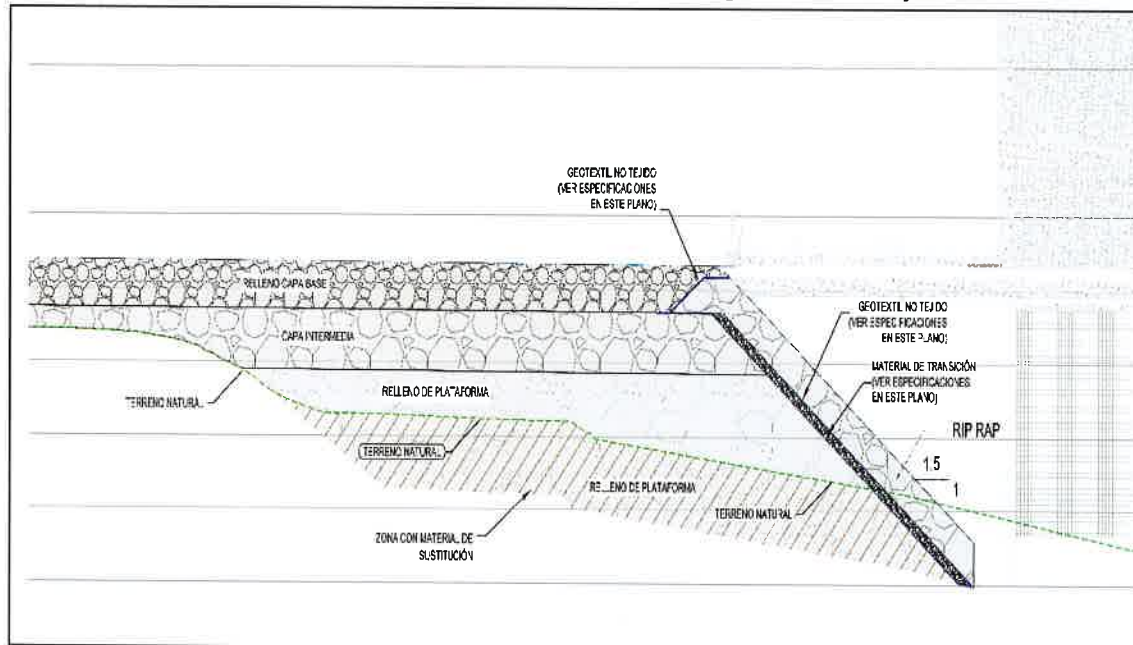 GEOTEXTIL NO TEJIDO
(VER ESPECIFICACIONES
EN ESTE PLANO)
RELLENO CAPA BASE
GEOTEXTIL NO TEJIDO
(VER ESPECIFICACIONES
EN ESTE PLANO)
CAPA INTERMEDIA
MATERIAL DE TRANSICIÓN
(VER ESPECIFICACIONES
EN ESTE PLANO)
RELLENO DE PLATAFORMA
TERRENO NATURAL
RIP RAP
TERRENO NATURAL
1.5
1
RELLENO DE PLATAFORMA
TERRENO NATURAL
ZONA CON MATERIAL DE
SUSTITUCIÓN